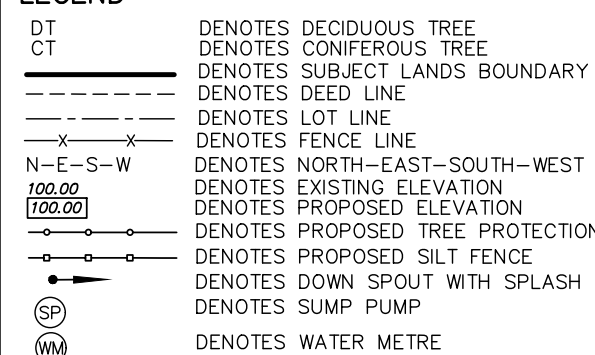 LEGEND
DT DENOTES DECIDUOUS TREE
CT DENOTES CONIFEROUS TREE
DENOTES SUBJECT LANDS BOUNDARY
DENOTES DEED LINE
DENOTES LOT LINE
X X DENOTES FENCE LINE
N-E-S-W DENOTES NORTH-EAST-SOUTH-WEST
100.00 DENOTES EXISTING ELEVATION
100.00 DENOTES PROPOSED ELEVATION
DENOTES PROPOSED TREE PROTECTION
DENOTES PROPOSED SILT FENCE
DENOTES DOWN SPOUT WITH SPLASH
SP DENOTES SUMP PUMP
WM DENOTES WATER METRE